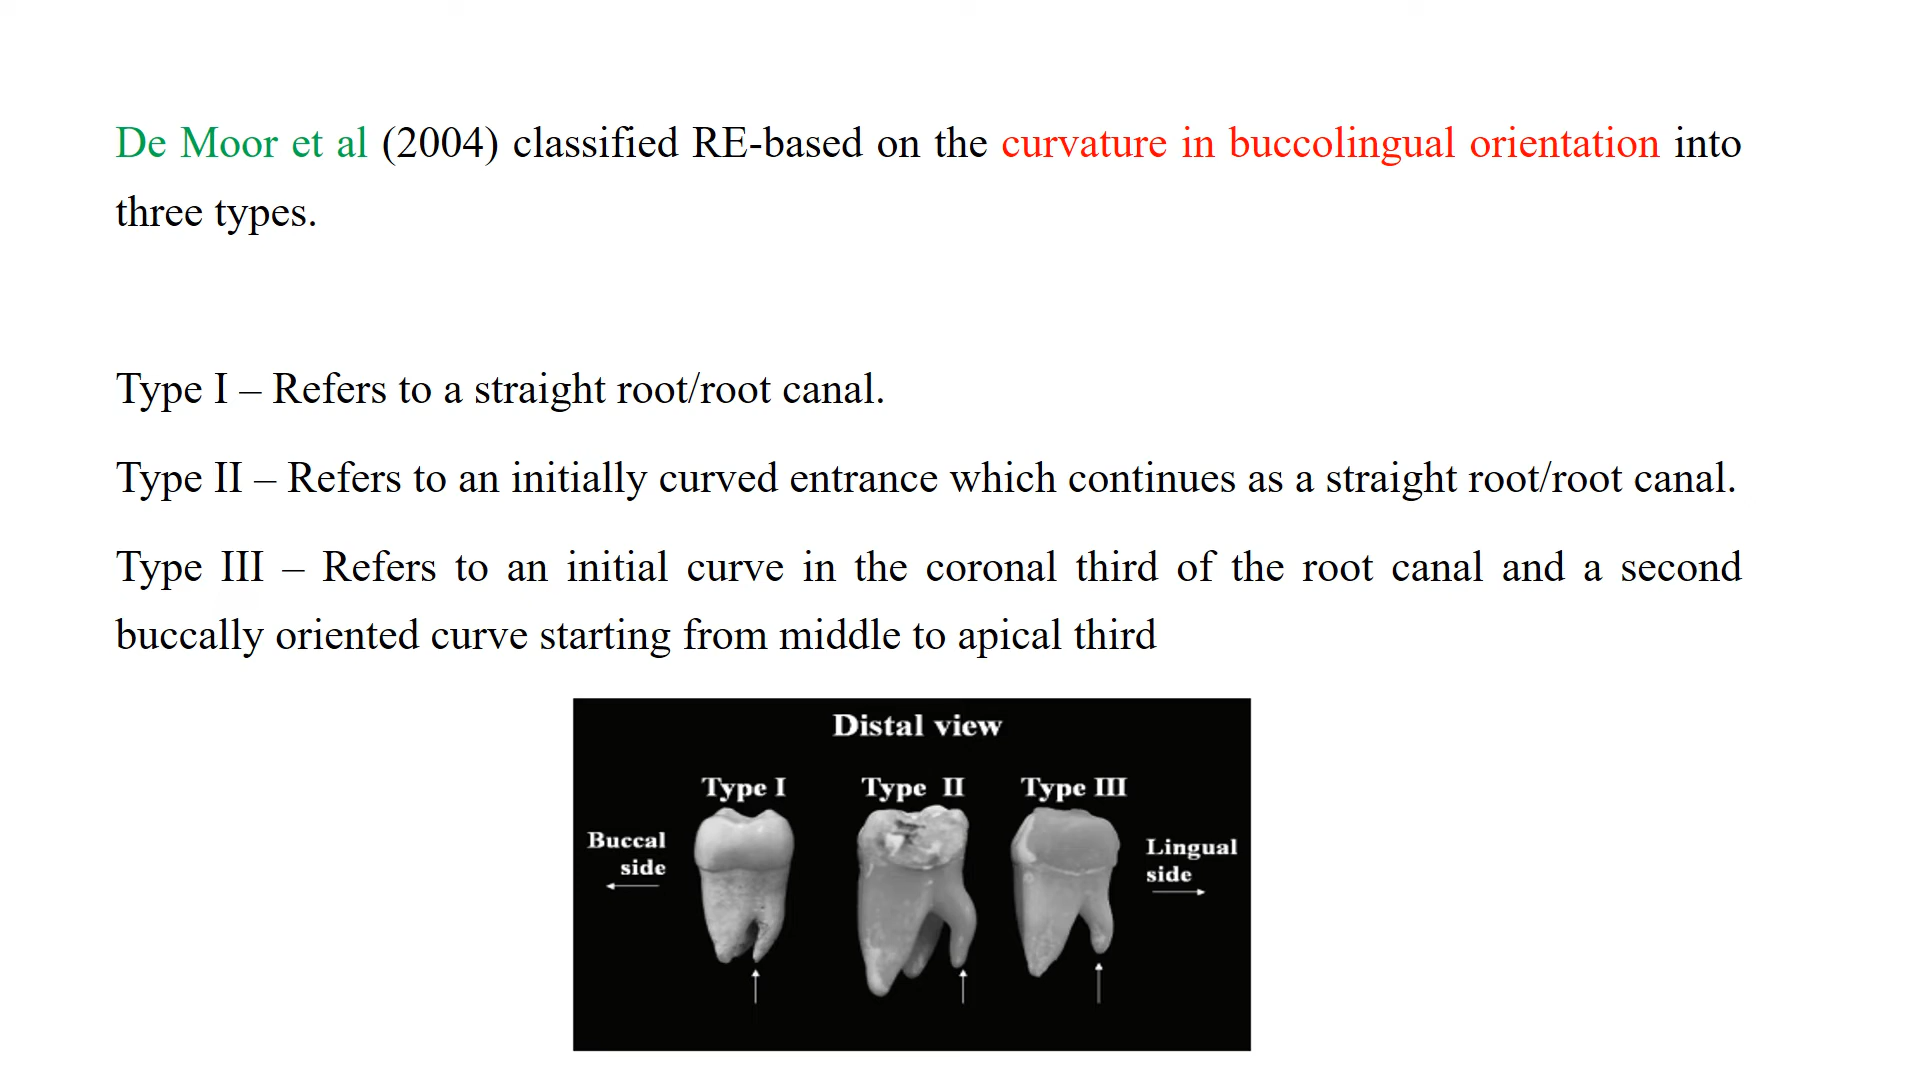 De Moor et al (2004) classified RE-based on the curvature in buccolingual orientation into
three types.
Type I – Refers to a straight root/root canal.
Type II – Refers to an initially curved entrance which continues as a straight root/root canal.
Type III – Refers to an initial curve in the coronal third of the root canal and a second
buccally oriented curve starting from middle to apical third
Distal view
Type I
Type II
Type III
Buccal
side
Lingual
side